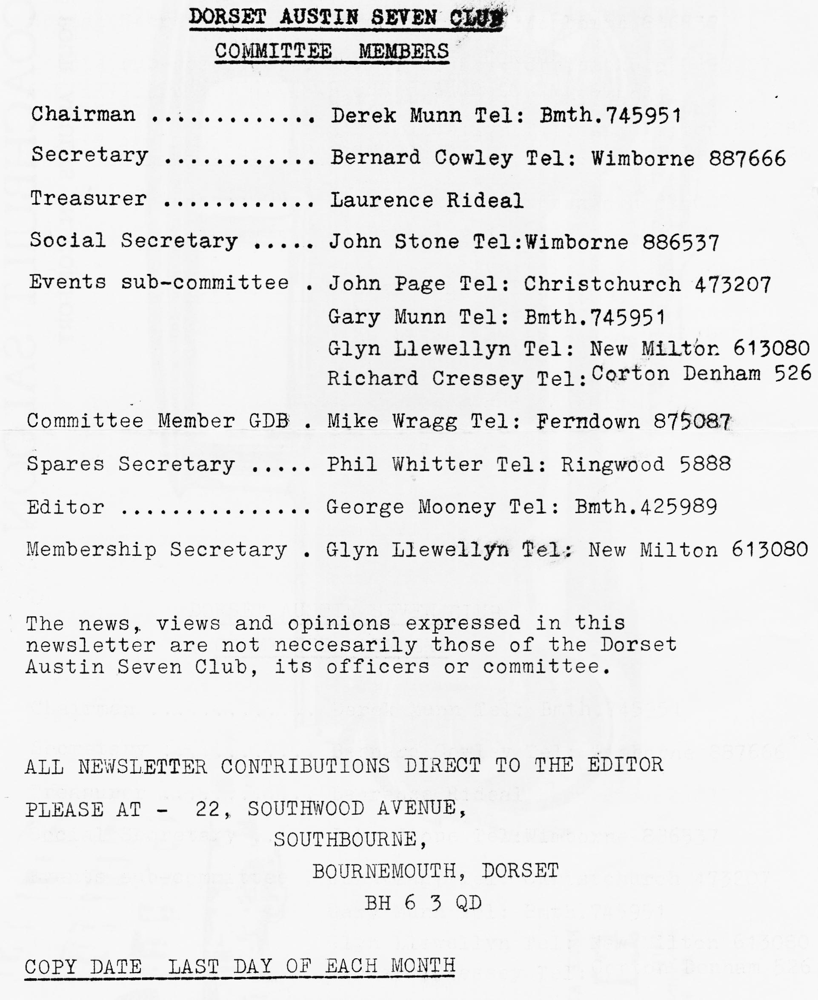 DORSET AUSTIN SEVEN CLUB
COMMITTEE MEMBERS
Chairman ............. Derek Munn Tel: Bmth.745951
Secretary ............ Bernard Cowley Tel: Wimborne 887666
Treasurer ............ Laurence Rideal
Social Secretary ..... John Stone Tel:Wimborne 886537
Events sub-committee . John Page Tel: Christchurch 473207
Gary Munn Tel: Bmth.745951
Glyn Llewellyn Tel: New Milton 613080
Richard Cressey Tel: Corton Denham 526
Committee Member GDB . Mike Wragg Tel: Ferndown 875087
Spares Secretary ..... Phil Whitter Tel: Ringwood 5888
Editor ............... George Mooney Tel: Bmth.425989
Membership Secretary . Glyn Llewellyn Tel: New Milton 613080
The news, views and opinions expressed in this
newsletter are not neccesarily those of the Dorset
Austin Seven Club, its officers or committee.
ALL NEWSLETTER CONTRIBUTIONS DIRECT TO THE EDITOR
PLEASE AT - 22, SOUTHWOOD AVENUE,
SOUTHBOURNE,
BOURNEMOUTH, DORSET
BH 6 3 QD
COPY DATE LAST DAY OF EACH MONTH